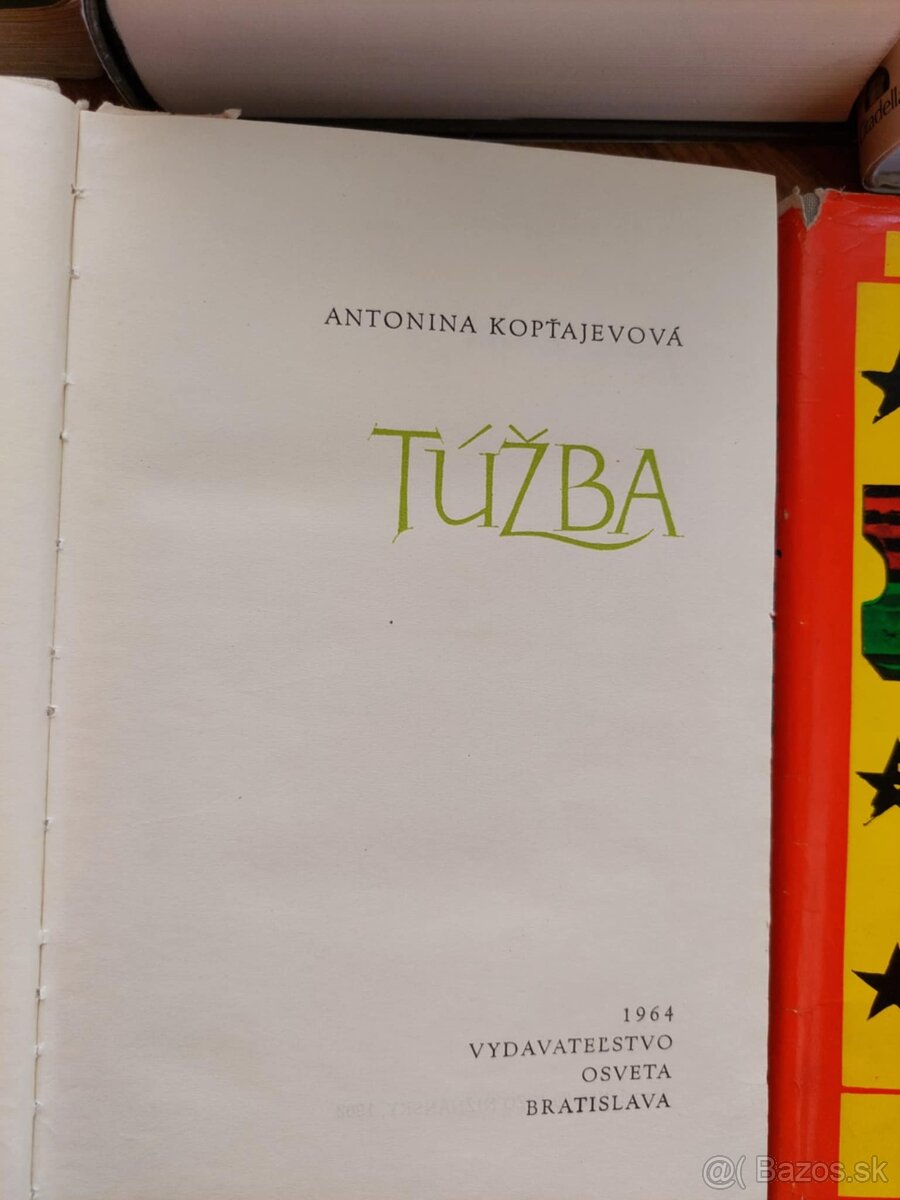 ANTONINA KOPŤAJEVOVÁ
TÚŽBA
1964
VYDAVATEĽSTVO
OSVETA
BRATISLAVA
@( Bazos.sk